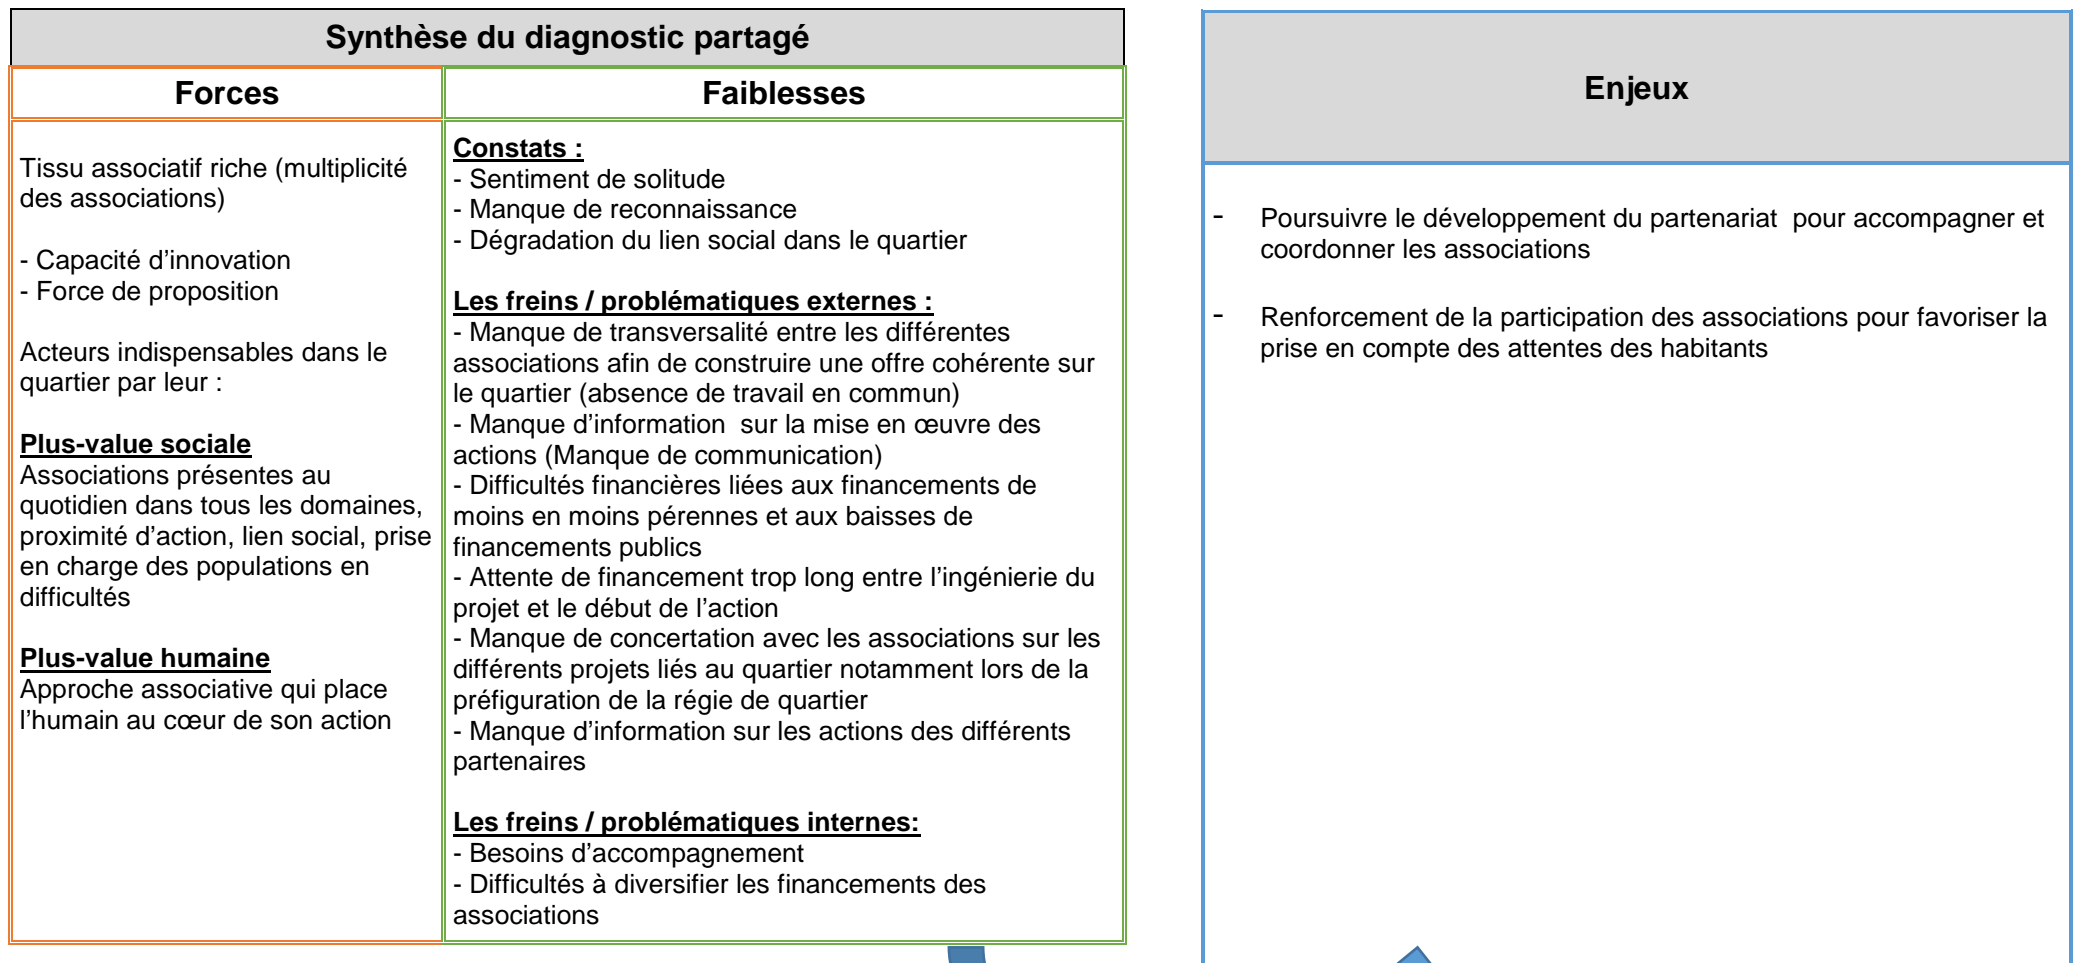 Synthèse du diagnostic partagé
Forces
Faiblesses
Tissu associatif riche (multiplicité
des associations)
- Capacité d’innovation
- Force de proposition
Acteurs indispensables dans le
quartier par leur :
Plus-value sociale
Associations présentes au
quotidien dans tous les domaines,
proximité d’action, lien social, prise
en charge des populations en
difficultés
Plus-value humaine
Approche associative qui place
l’humain au cœur de son action
Constats :
- Sentiment de solitude
- Manque de reconnaissance
- Dégradation du lien social dans le quartier
Les freins / problématiques externes :
- Manque de transversalité entre les différentes
associations afin de construire une offre cohérente sur
le quartier (absence de travail en commun)
- Manque d’information  sur la mise en œuvre des
actions (Manque de communication)
- Difficultés financières liées aux financements de
moins en moins pérennes et aux baisses de
financements publics
- Attente de financement trop long entre l’ingénierie du
projet et le début de l’action
- Manque de concertation avec les associations sur les
différents projets liés au quartier notamment lors de la
préfiguration de la régie de quartier
- Manque d’information sur les actions des différents
partenaires
Les freins / problématiques internes:
- Besoins d’accompagnement
- Difficultés à diversifier les financements des
associations
Enjeux
- Poursuivre le développement du partenariat  pour accompagner et
coordonner les associations
- Renforcement de la participation des associations pour favoriser la
prise en compte des attentes des habitants